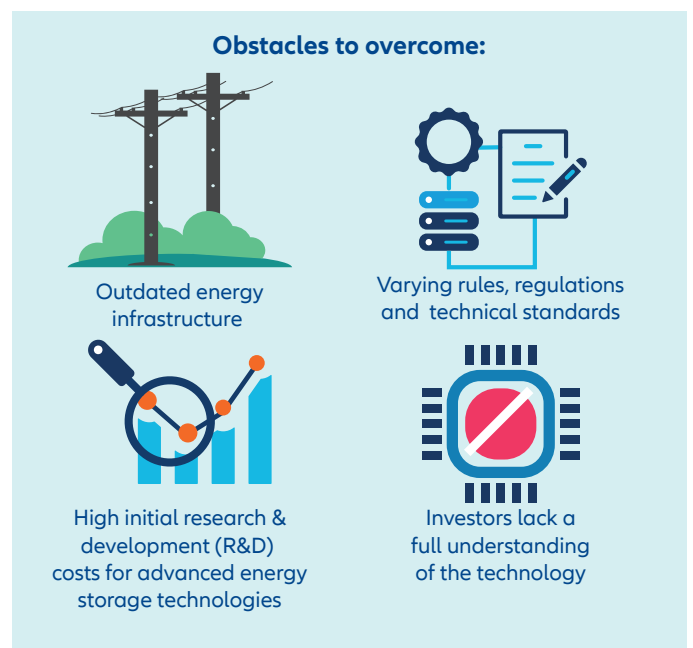 Obstacles to overcome:
Outdated energy
infrastructure
Varying rules, regulations
and technical standards
High initial research &
development (R&D)
costs for advanced energy
storage technologies
Investors lack a
full understanding
of the technology